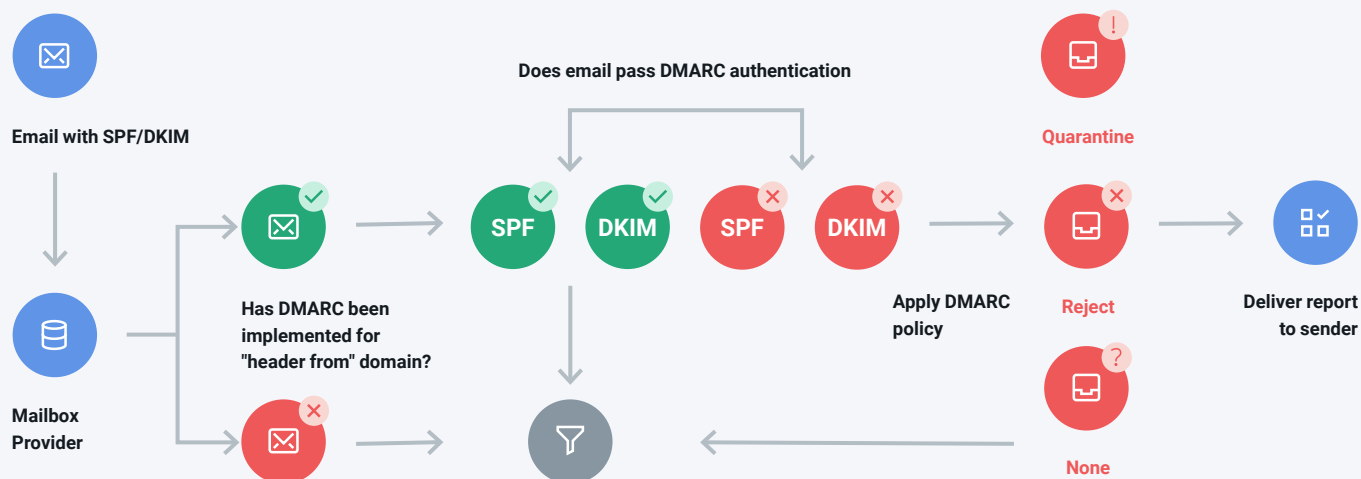 Does email pass DMARC authentication
Email with SPF/DKIM
Quarantine
SPF
DKIM
SPF
DKIM
Has DMARC been
implemented for
"header from" domain?
Apply DMARC
policy
Reject
Deliver report
to sender
Mailbox
Provider
None